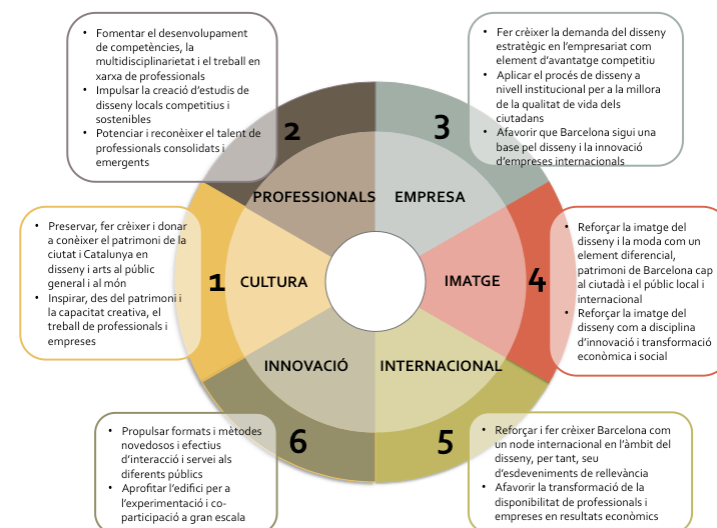 • Fomentar el desenvolupament
de competències, la
multidisciplinarietat i el treball en
xarxa de professionals
• Impulsar la creació d'estudis de
disseny locals competitius i
sostenibles
• Potenciar i reconèixer el talent de
professionals consolidats i
emergents
• Fer crèixer la demanda del disseny
estratègic en l'empresariat com
element d'avantatge competitiu
• Aplicar el procés de disseny a
nivell institucional per a la millora
de la qualitat de vida dels
ciutadans
• Afavorir que Barcelona sigui una
base pel disseny i la innovació
d'empreses internacionals
2
3
PROFESSIONALS
EMPRESA
• Preservar, fer crèixer i donar
a conèixer el patrimoni de la
ciutat i Catalunya en
disseny i arts al públic
general i al món
• Inspirar, des del patrimoni i
la capacitat creativa, el
treball de professionals i
empreses
1
CULTURA
IMATGE
4
• Reforçar la imatge del
disseny i la moda com un
element diferencial,
patrimoni de Barcelona cap
al ciutadà i el públic local i
internacional
• Reforçar la imatge del
disseny com a disciplina
d'innovació i transformació
econòmica i social
INNOVACIÓ
INTERNACIONAL
6
5
• Propulsar formats i mètodes
novedosos i efectius
d'interacció i servei als
diferents públics
• Aprofitar l'edifici per a
l'experimentació i co-
participació a gran escala
• Reforçar i fer crèixer Barcelona com
un node internacional en l'àmbit del
disseny, per tant, seu
d'esdeveniments de rellevància
• Afavorir la transformació de la
disponibilitat de professionals i
empreses en resultats econòmics